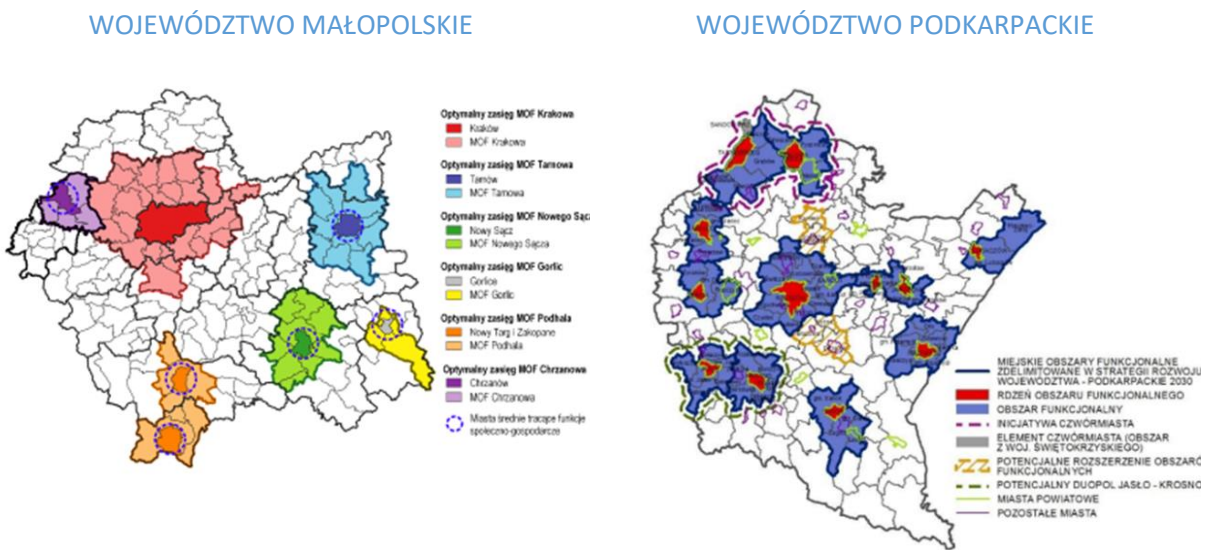 WOJEWÓDZTWO MAŁOPOLSKIE
WOJEWÓDZTWO PODKARPACKIE
Optymalny zasięg MOF Krakowa
Kraków
MOF Krakowa
Optymalny zasięg MOF Tarnowa
Tarnów
MOF Tarnowa
Optymalny zasięg MOF Nowego Sącz
Nowy Sącz
MOF Nowego Sącza
Optymalny zasięg MOF Gorlic
Gorlice
MOF Gorlic
Optymalny zasięg MOF Podhala
Nowy Targ i Zakopane
MOF Podhala
Optymalny zasięg MOF Chrzanowa
Chrzanów
MOF Chrzanowa
Miasta średnie tracące funkcje
społeczno-gospodarcze
MIEJSKIE OBSZARY FUNKCJONALNE
ZDELIMITOWANE W STRATEGII ROZWOJU
WOJEWÓDZTWA - PODKARPACKIE 2030
RDZEŃ OBSZARU FUNKCJONALNEGO
OBSZAR FUNKCJONALNY
INICJATYWA CZWÓRMIASTA
ELEMENT CZWÓRMIASTA (OBSZAR
Z WOJ. ŚWIĘTOKRZYSKIEGO)
POTENCJALNE ROZSZERZENIE OBSZARÓ
FUNKCJONALNYCH
POTENCJALNY DUOPOL JASŁO - KROSNO
MIASTA POWIATOWE
POZOSTAŁE MIASTA